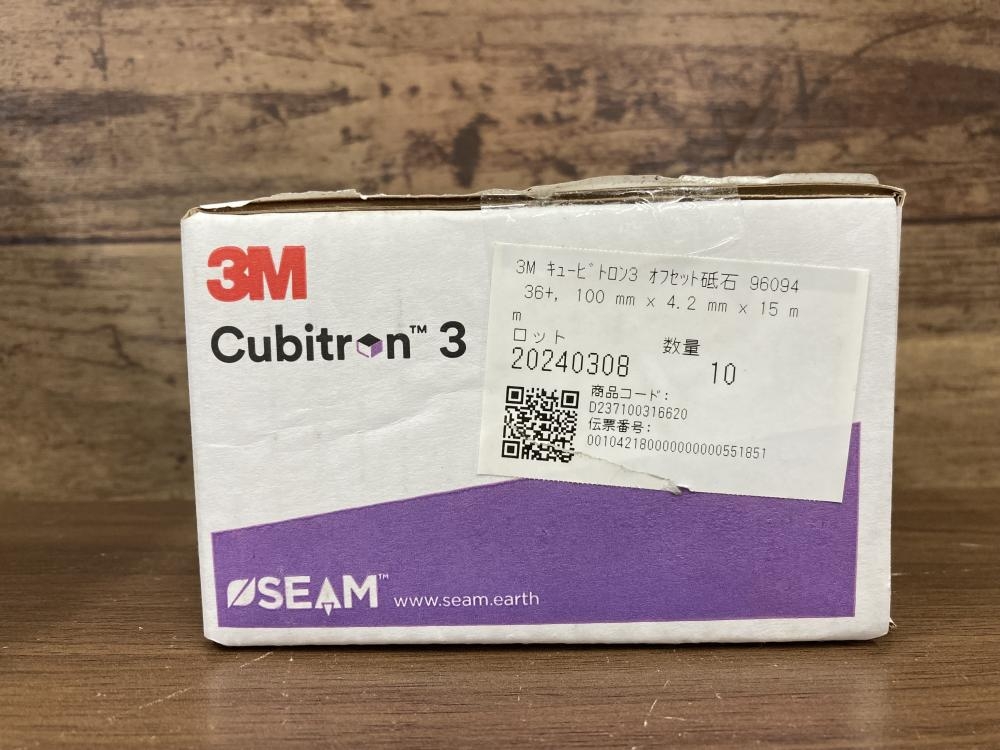 3M
Cubitron™ 3
3M キュービトロン3 オフセット砥石 96094
36+, 100 mm x 4.2 mm x 15 m
m
ロット 数量
20240308 10
商品コード:
D237100316620
伝票番号:
001042180000000000551851
SEAM™ www.seam.earth